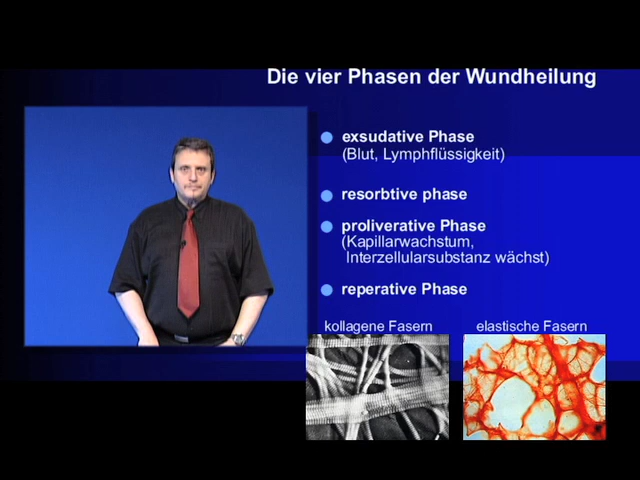 Die vier Phasen der Wundheilung
exsudative Phase
(Blut, Lymphflüssigkeit)
resorbtive phase
proliverative Phase
(Kapillarwachstum,
Interzellularsubstanz wächst)
reperative Phase
kollagene Fasern
elastische Fasern